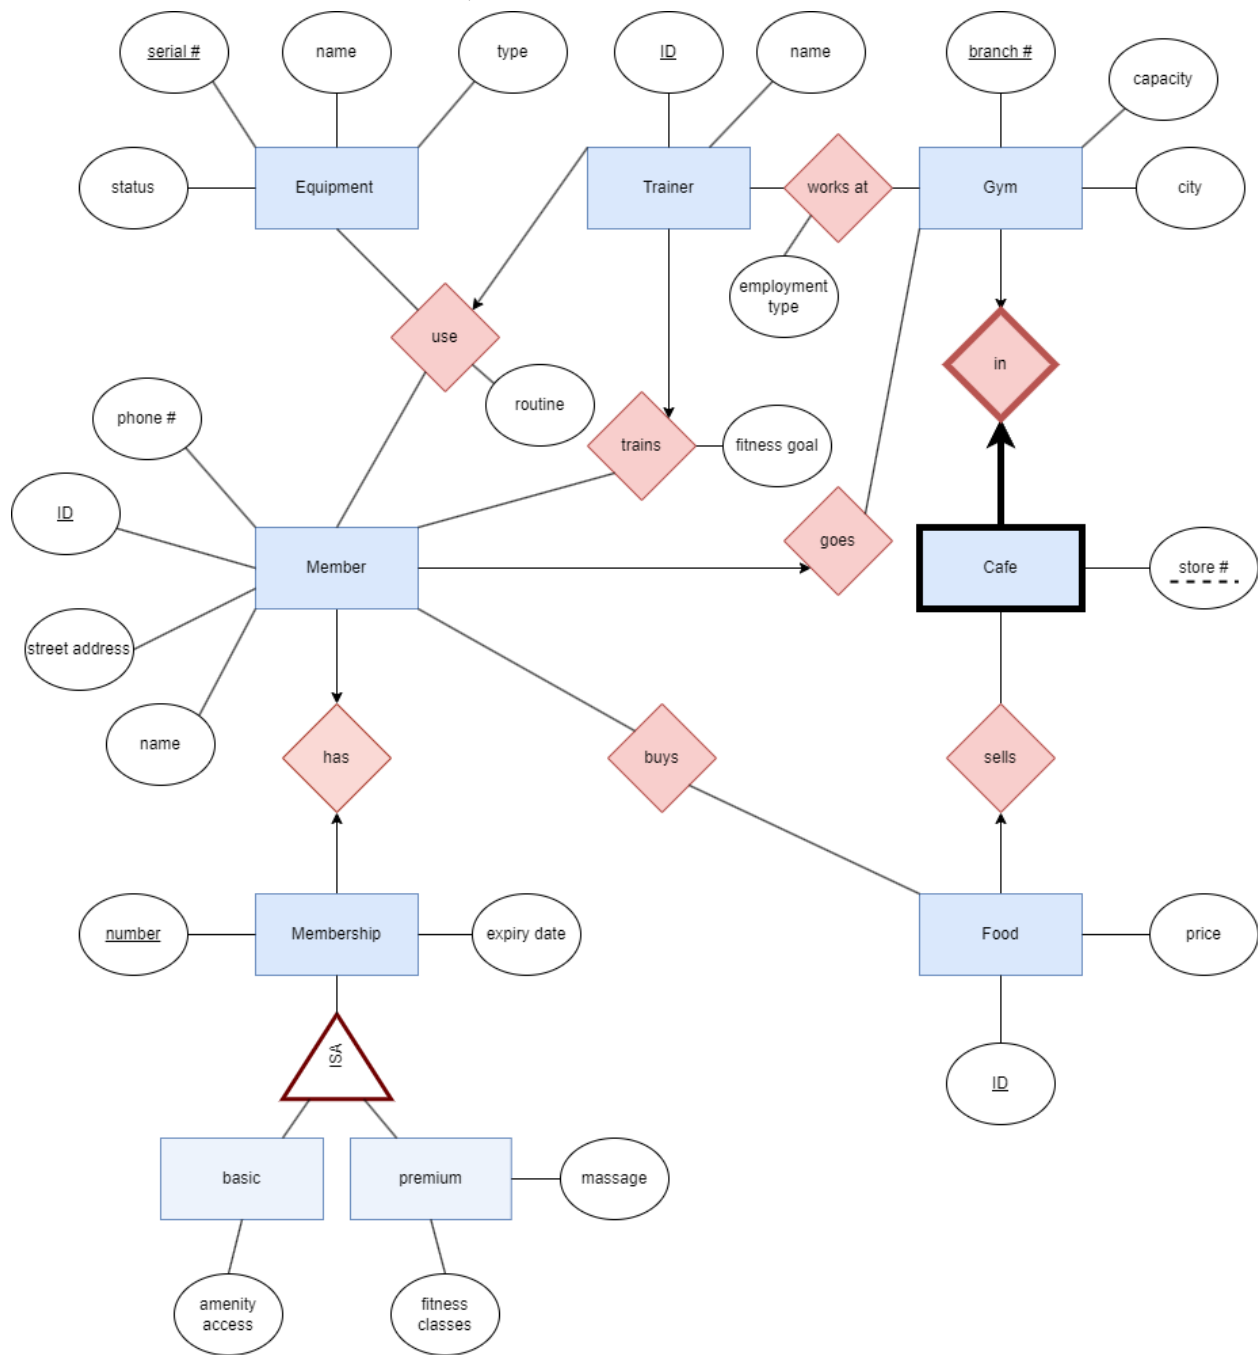 serial #
name
type
ID
name
branch #
capacity
status
Equipment
Trainer
works at
Gym
city
employment
type
use
in
routine
phone #
trains
fitness goal
ID
goes
Member
Cafe
store #
street address
name
has
buys
sells
number
Membership
expiry date
Food
price
ISA
ID
basic
premium
massage
amenity
access
fitness
classes